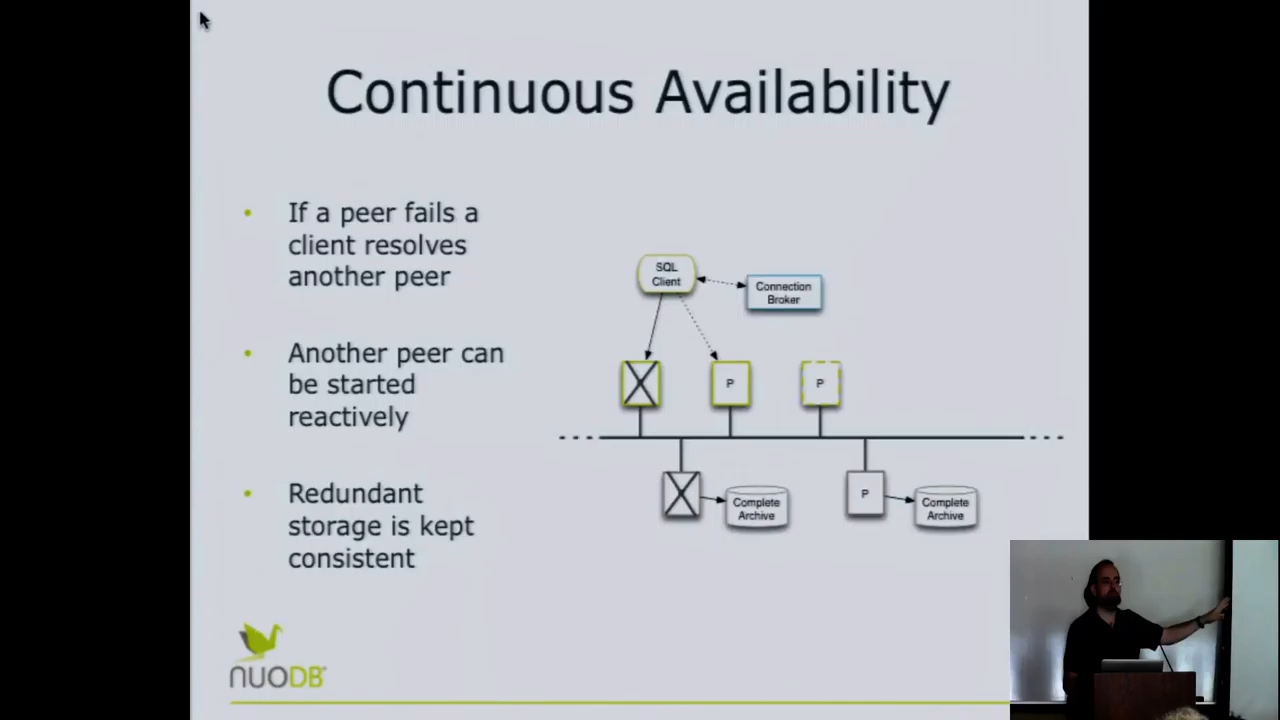 Continuous Availability
• If a peer fails a
client resolves
another peer
• Another peer can
be started
reactively
• Redundant
storage is kept
consistent
SQL
Client
Connection
Broker
P
P
Complete
Archive
P
Complete
Archive
nuoDB